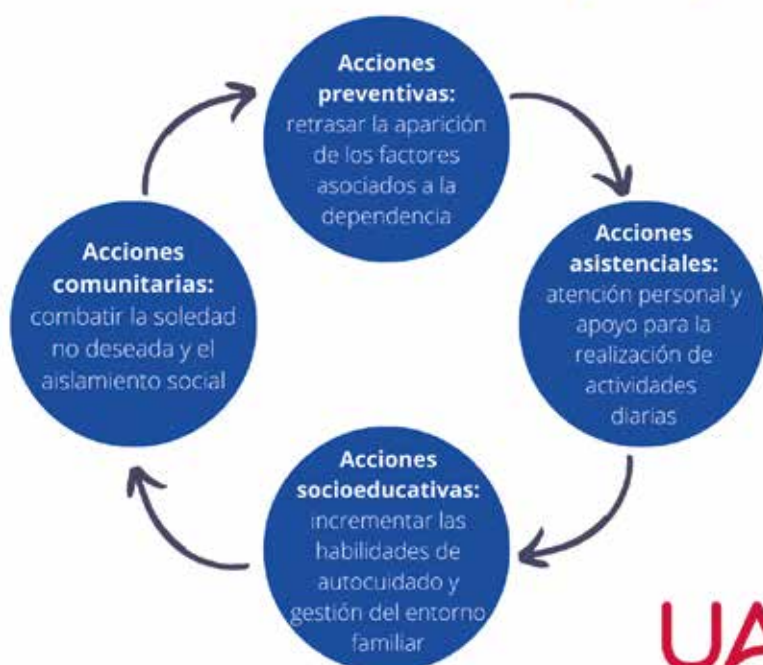 Acciones
preventivas:
retrasar la aparición
de los factores
asociados a la
dependencia
Acciones
asistenciales:
atención personal y
apoyo para la
realización de
actividades
diarias
Acciones
socioeducativas:
incrementar las
habilidades de
autocuidado y
gestión del entorno
familiar
Acciones
comunitarias:
combatir la soledad
no deseada y el
aislamiento social
UA